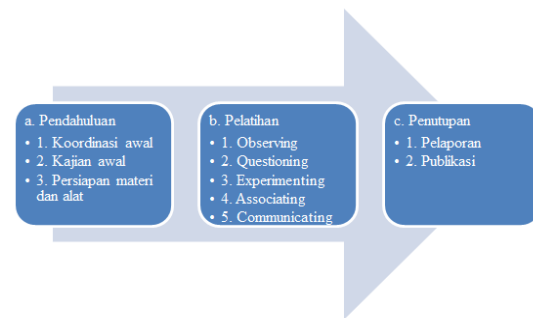 a. Pendahuluan
• 1. Koordinasi awal
• 2. Kajian awal
• 3. Persiapan materi
dan alat
b. Pelatihan
• 1. Observing
• 2. Questioning
• 3. Experimenting
• 4. Associating
• 5. Communicating
c. Penutupan
• 1. Pelaporan
• 2. Publikasi